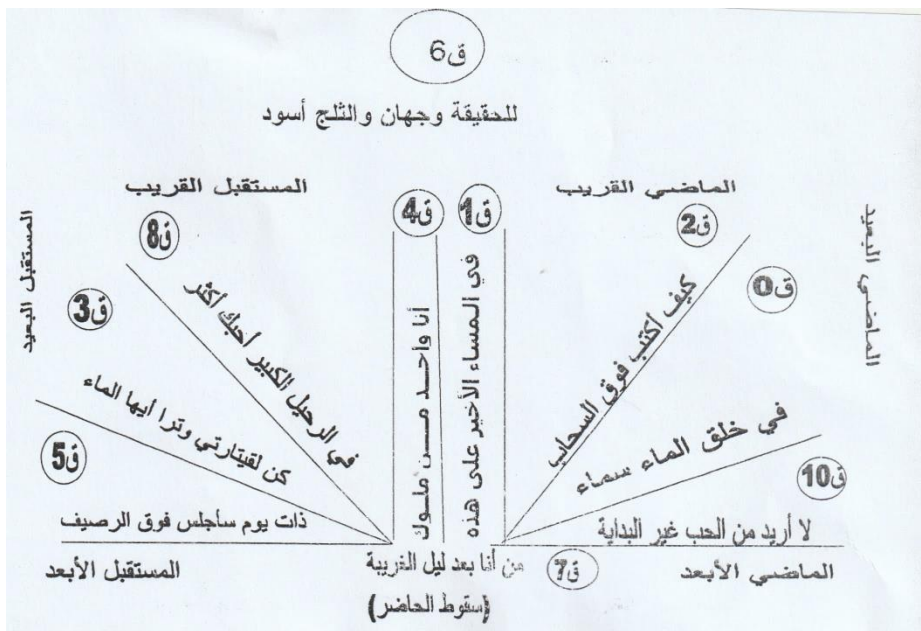 ق6
للحقيقة وجهان والثلج أسود
الماضي القريب
المستقبل القريب
الماضي البعيد
المستقبل البعيد
ق2
ق1
ق4
ق8
ق0
ق3
كيف أكتب فوق السحاب
في المساء الأخير على هذه
أنا واحد من ملوك
في الرحيل الكبير أحبك أكثر
في خلق الماء سماء
كن لقيتارتي وترا أيها الماء
ق10
ق5
لا أريد من الحب غير البداية
ذات يوم سأجلس فوق الرصيف
ق7
من أنا بعد ليل الغريبة
الماضي الأبعد
المستقبل الأبعد
(سقوط الحاضر)